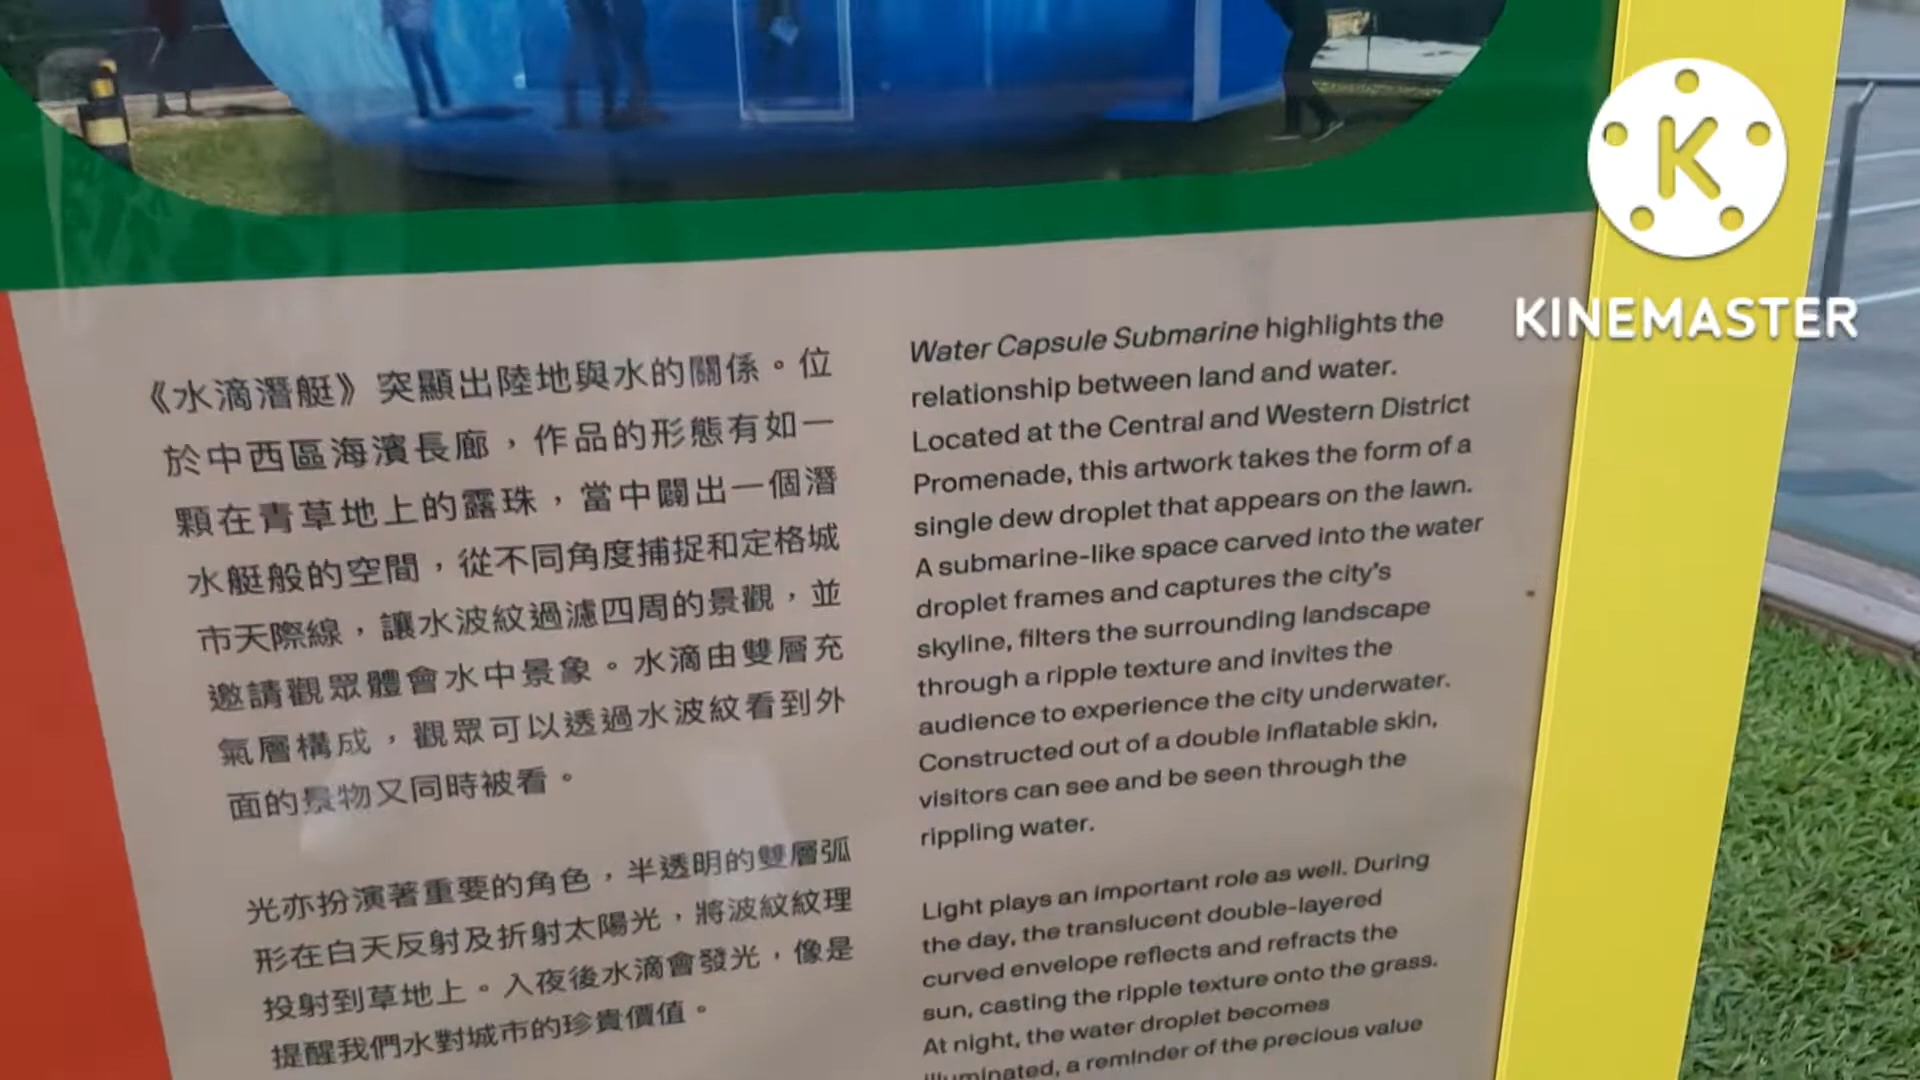 《水滴潛艇》突顯出陸地與水的關係。位
於中西區海濱長廊，作品的形態有如一
顆在青草地上的露珠，當中闢出一個潛
水艇般的空間，從不同角度捕捉和定格城
市天際線，讓水波紋過濾四周的景觀，並
邀請觀眾體會水中景象。水滴由雙層充
氣層構成，觀眾可以透過水波紋看到外
面的景物又同時被看。
光亦扮演著重要的角色，半透明的雙層弧
形在白天反射及折射太陽光，將波紋紋理
投射到草地上。入夜後水滴會發光，像是
提醒我們水對城市的珍貴價值。
Water Capsule Submarine highlights the
relationship between land and water.
Located at the Central and Western District
Promenade, this artwork takes the form of a
single dew droplet that appears on the lawn.
A submarine-like space carved into the water
droplet frames and captures the city's
skyline, filters the surrounding landscape
through a ripple texture and invites the
audience to experience the city underwater.
Constructed out of a double inflatable skin,
visitors can see and be seen through the
rippling water.
Light plays an important role as well. During
the day, the translucent double-layered
curved envelope reflects and refracts the
sun, casting the ripple texture onto the grass.
At night, the water droplet becomes
illuminated, a reminder of the precious value
K
KINEMASTER